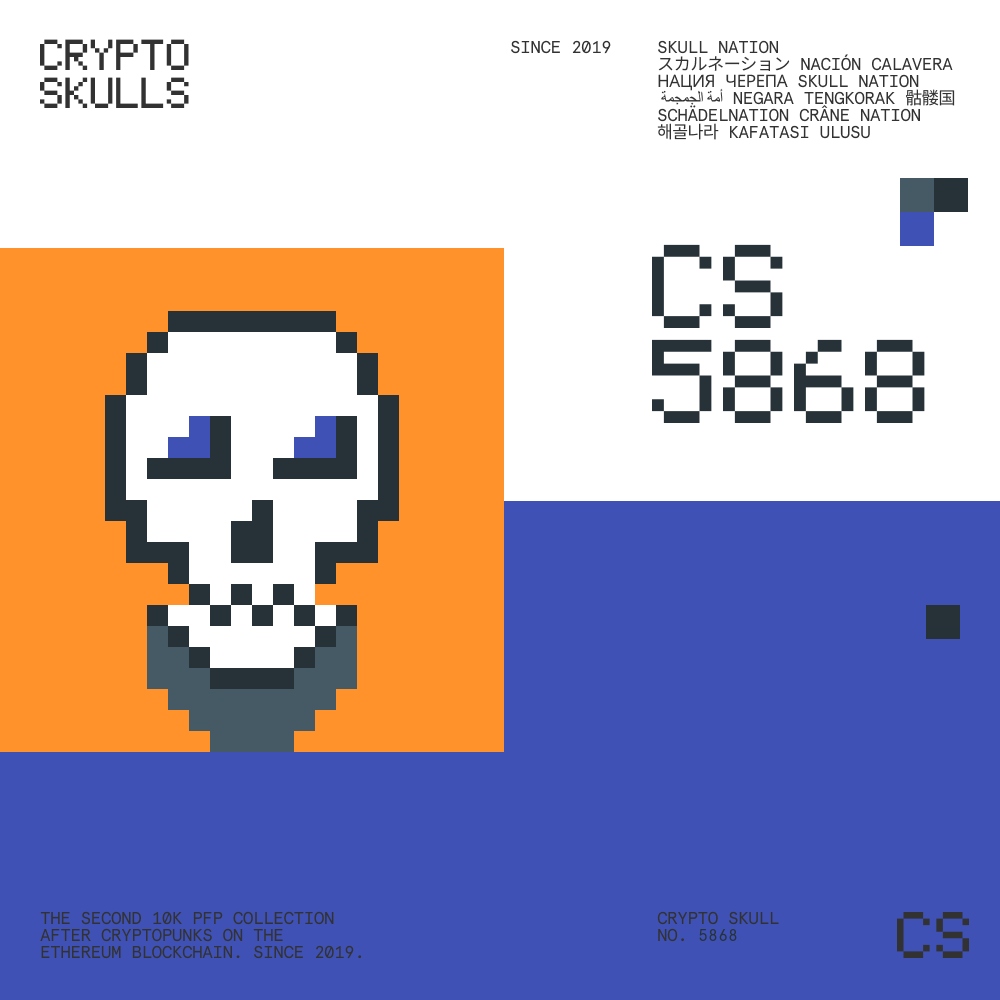 CRYPTO
SKULLS
SINCE 2019
SKULL NATION
スカルネーション NACIÓN CALAVERA
НАЦИЯ ЧЕРЕПА SKULL NATION
أمة الجمجمة NEGARA TENGKORAK 骷髅国
SCHÄDELNATION CRÂNE NATION
해골나라 KAFATASI ULUSU
CS
5868
THE SECOND 10K PFP COLLECTION
AFTER CRYPTOPUNKS ON THE
ETHEREUM BLOCKCHAIN. SINCE 2019.
CRYPTO SKULL
NO. 5868
CS